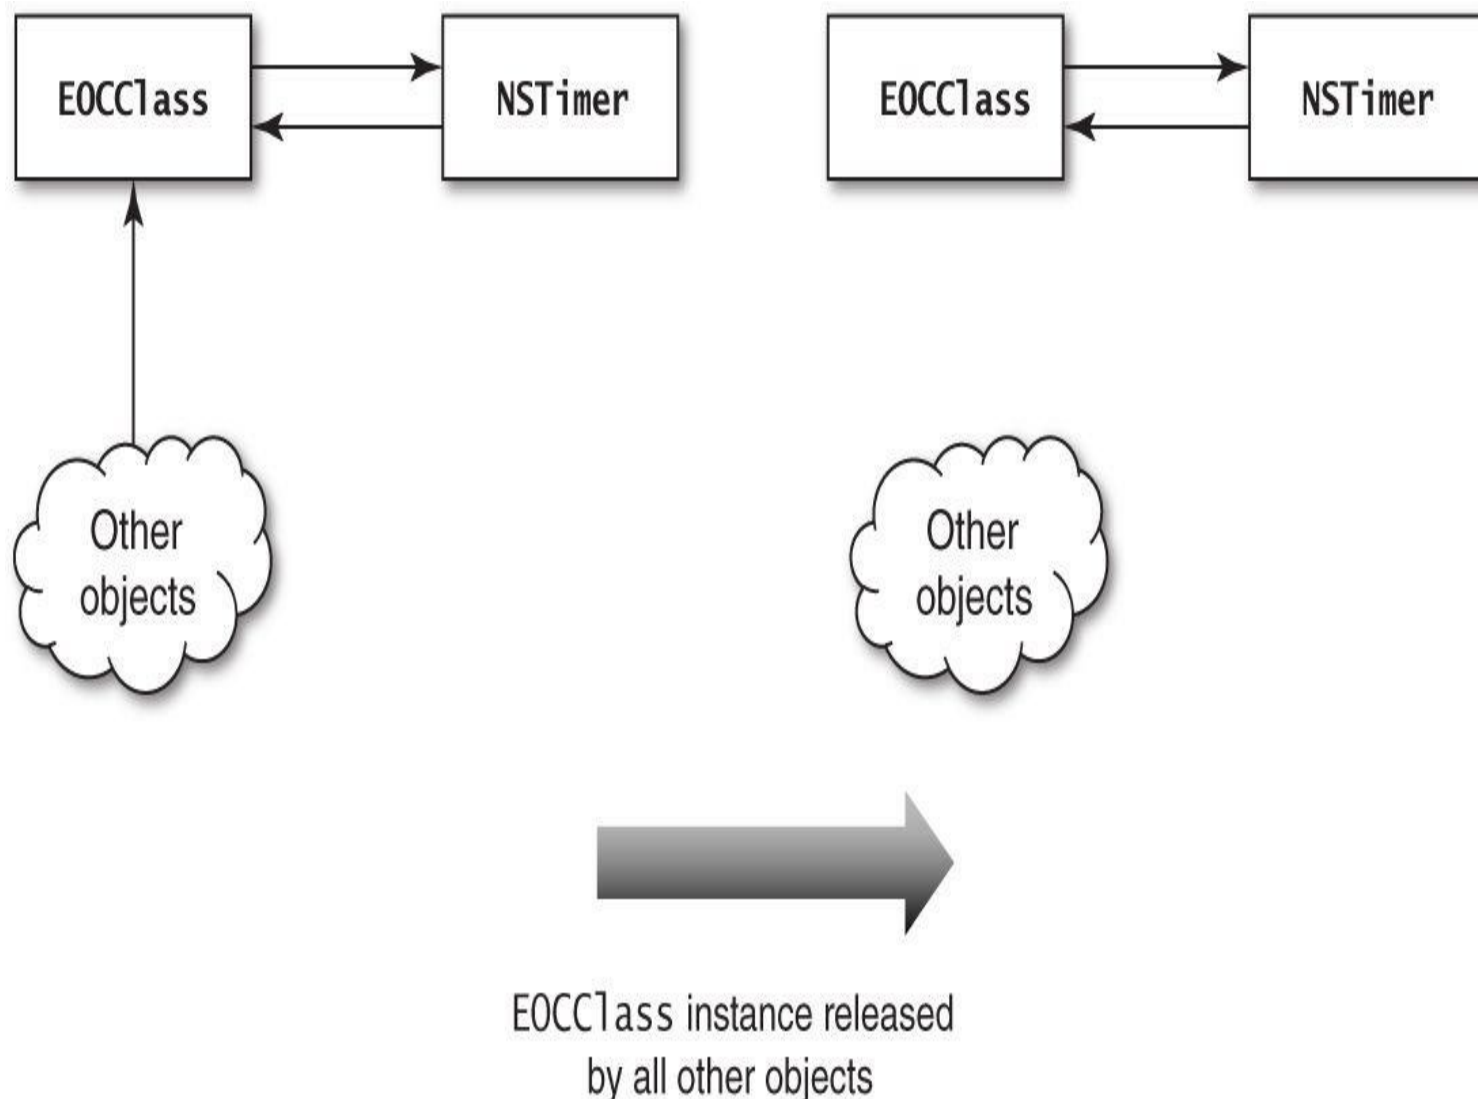 EOCClass
NSTimer
EOCClass
NSTimer
Other
objects
Other
objects
EOCClass instance released
by all other objects